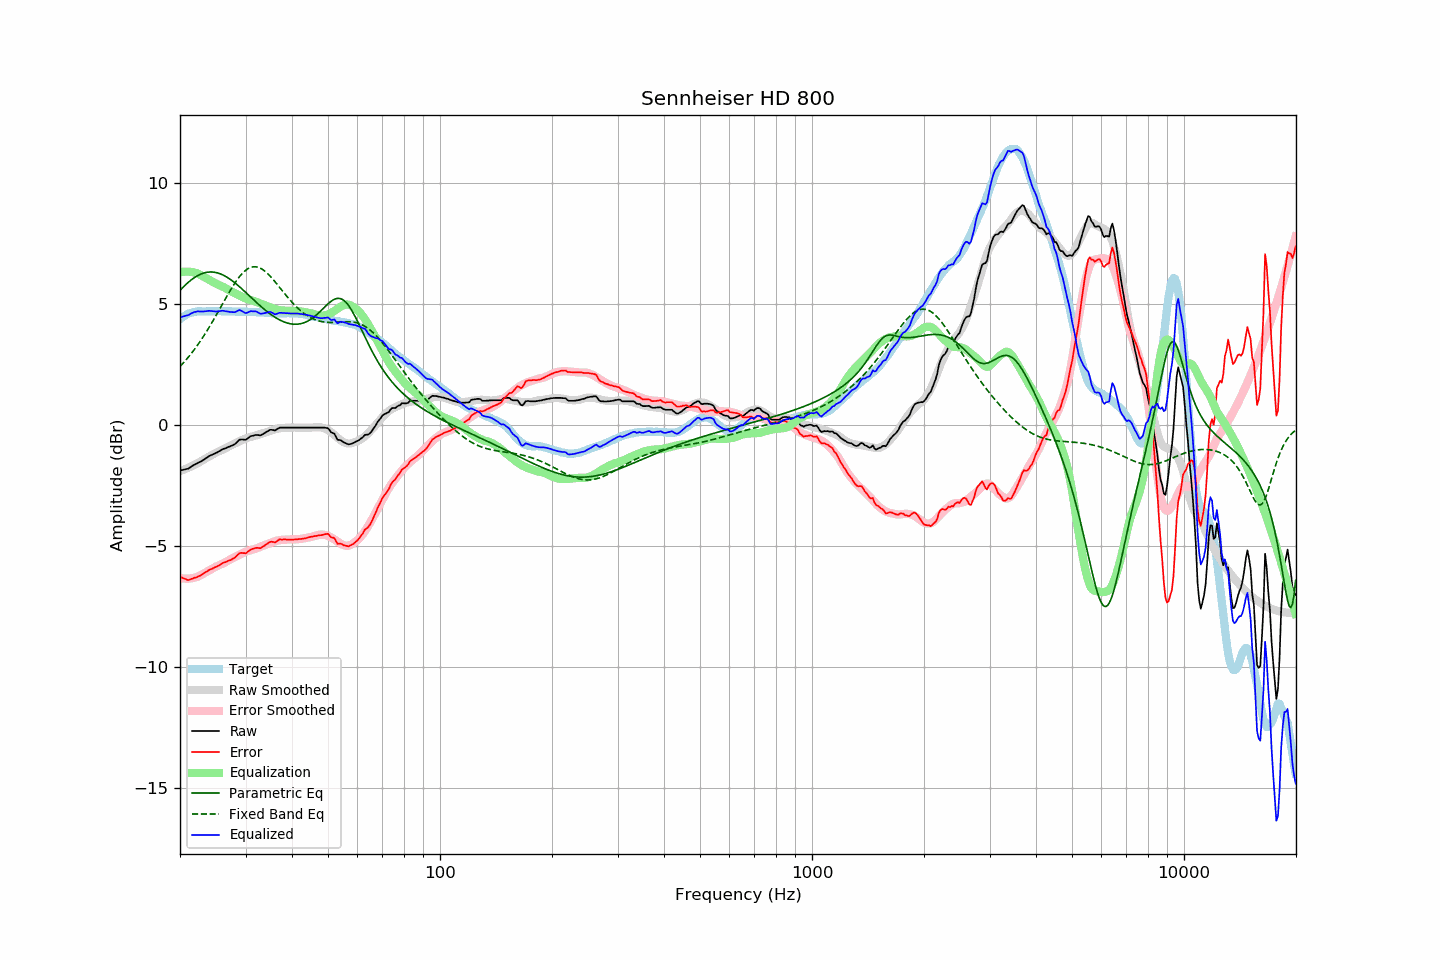 Sennheiser HD 800
10
5
0
−5
−10
−15
Amplitude (dBr)
Target
Raw Smoothed
Error Smoothed
Raw
Error
Equalization
Parametric Eq
Fixed Band Eq
Equalized
100
1000
10000
Frequency (Hz)